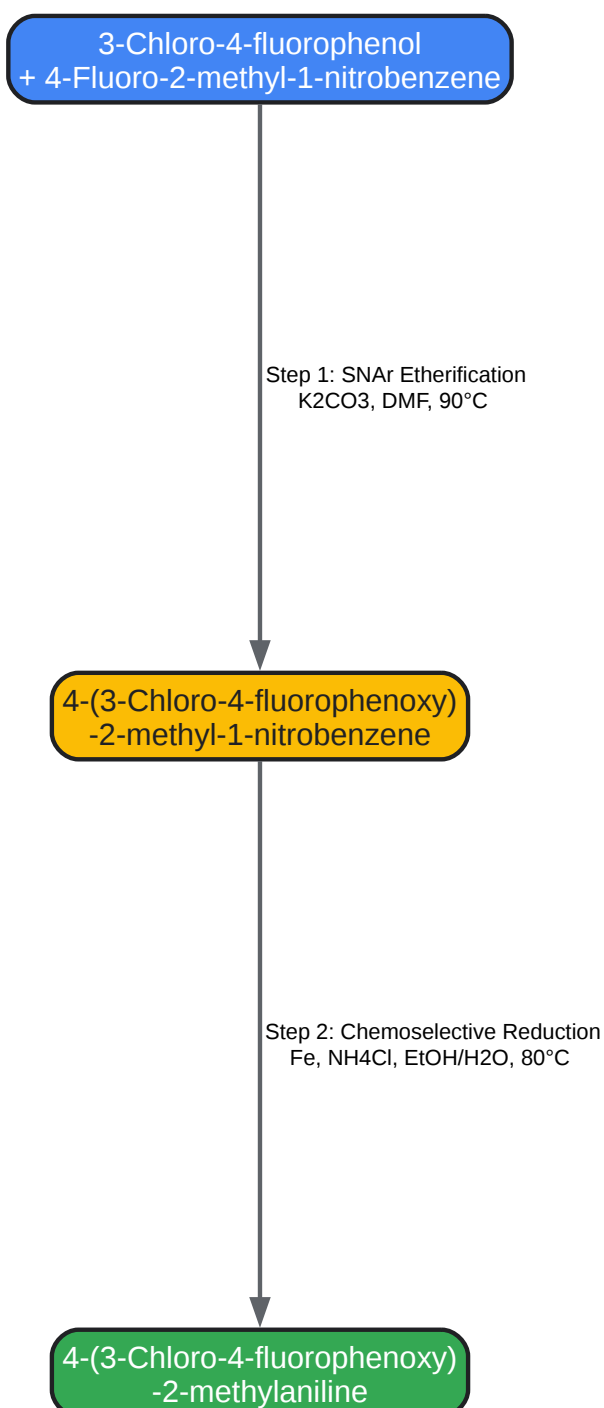 3-Chloro-4-fluorophenol
+ 4-Fluoro-2-methyl-1-nitrobenzene
Step 1: SNAr Etherification
K2CO3, DMF, 90°C
4-(3-Chloro-4-fluorophenoxy)
-2-methyl-1-nitrobenzene
Step 2: Chemoselective Reduction
Fe, NH4Cl, EtOH/H2O, 80°C
4-(3-Chloro-4-fluorophenoxy)
-2-methylaniline